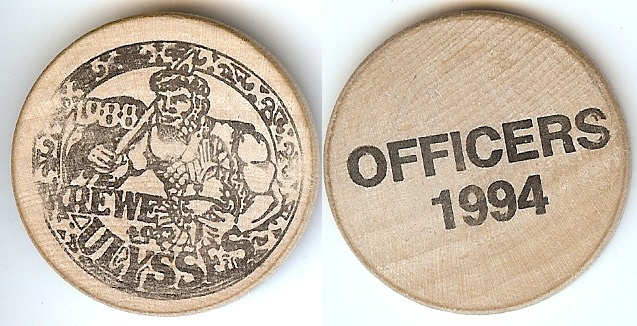 1988
KREWE
ULYSSES
OFFICERS
1994